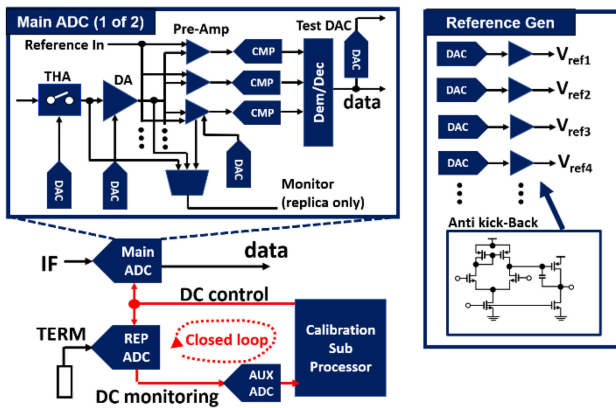 Main ADC (1 of 2)
Reference In
Pre-Amp
Test DAC
THA
DA
CMP
CMP
CMP
Dem/Dec
DAC
data
DAC
DAC
DAC
Monitor
(replica only)
IF
Main
ADC
data
DC control
TERM
REP
ADC
Closed loop
Calibration
Sub
Processor
AUX
ADC
DC monitoring
Reference Gen
DAC
Vref1
DAC
Vref2
DAC
Vref3
DAC
Vref4
Anti kick-Back